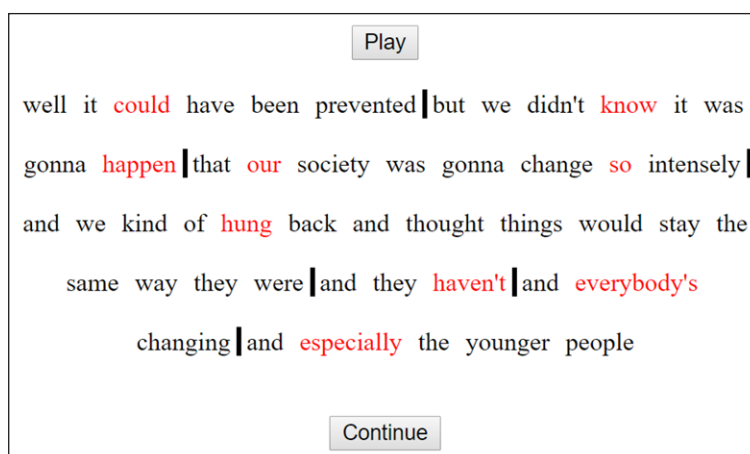 Play
well it could have been prevented | but we didn't know it was
gonna happen | that our society was gonna change so intensely |
and we kind of hung back and thought things would stay the
same way they were | and they haven't | and everybody's
changing | and especially the younger people
Continue